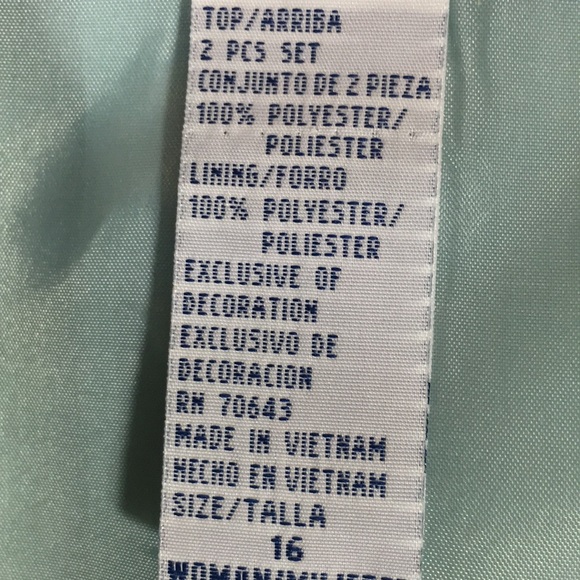 TOP/ARRIBA
2 PCS SET
CONJUNTO DE 2 PIEZA
100% POLYESTER/
POLIESTER
LINING/FORRO
100% POLYESTER/
POLIESTER
EXCLUSIVE OF
DECORATION
EXCLUSIVO DE
DECORACION
RN 70643
MADE IN VIETNAM
HECHO EN VIETNAM
SIZE/TALLA
16